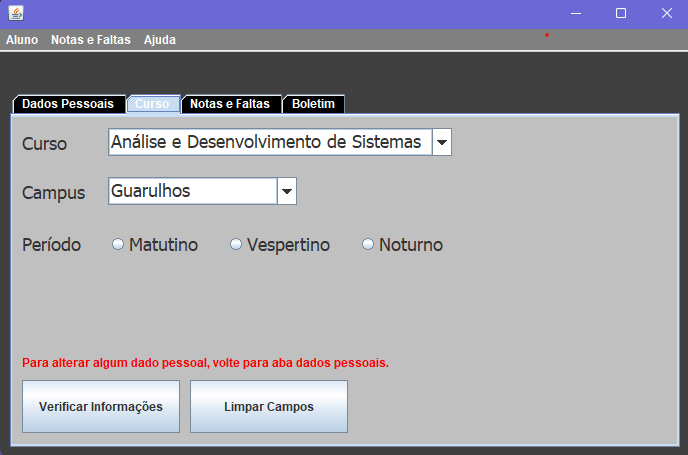 Aluno Notas e Faltas Ajuda
Dados Pessoais Curso Notas e Faltas Boletim
Curso Análise e Desenvolvimento de Sistemas
Campus Guarulhos
Período Matutino Vespertino Noturno
Para alterar algum dado pessoal, volte para aba dados pessoais.
Verificar Informações Limpar Campos